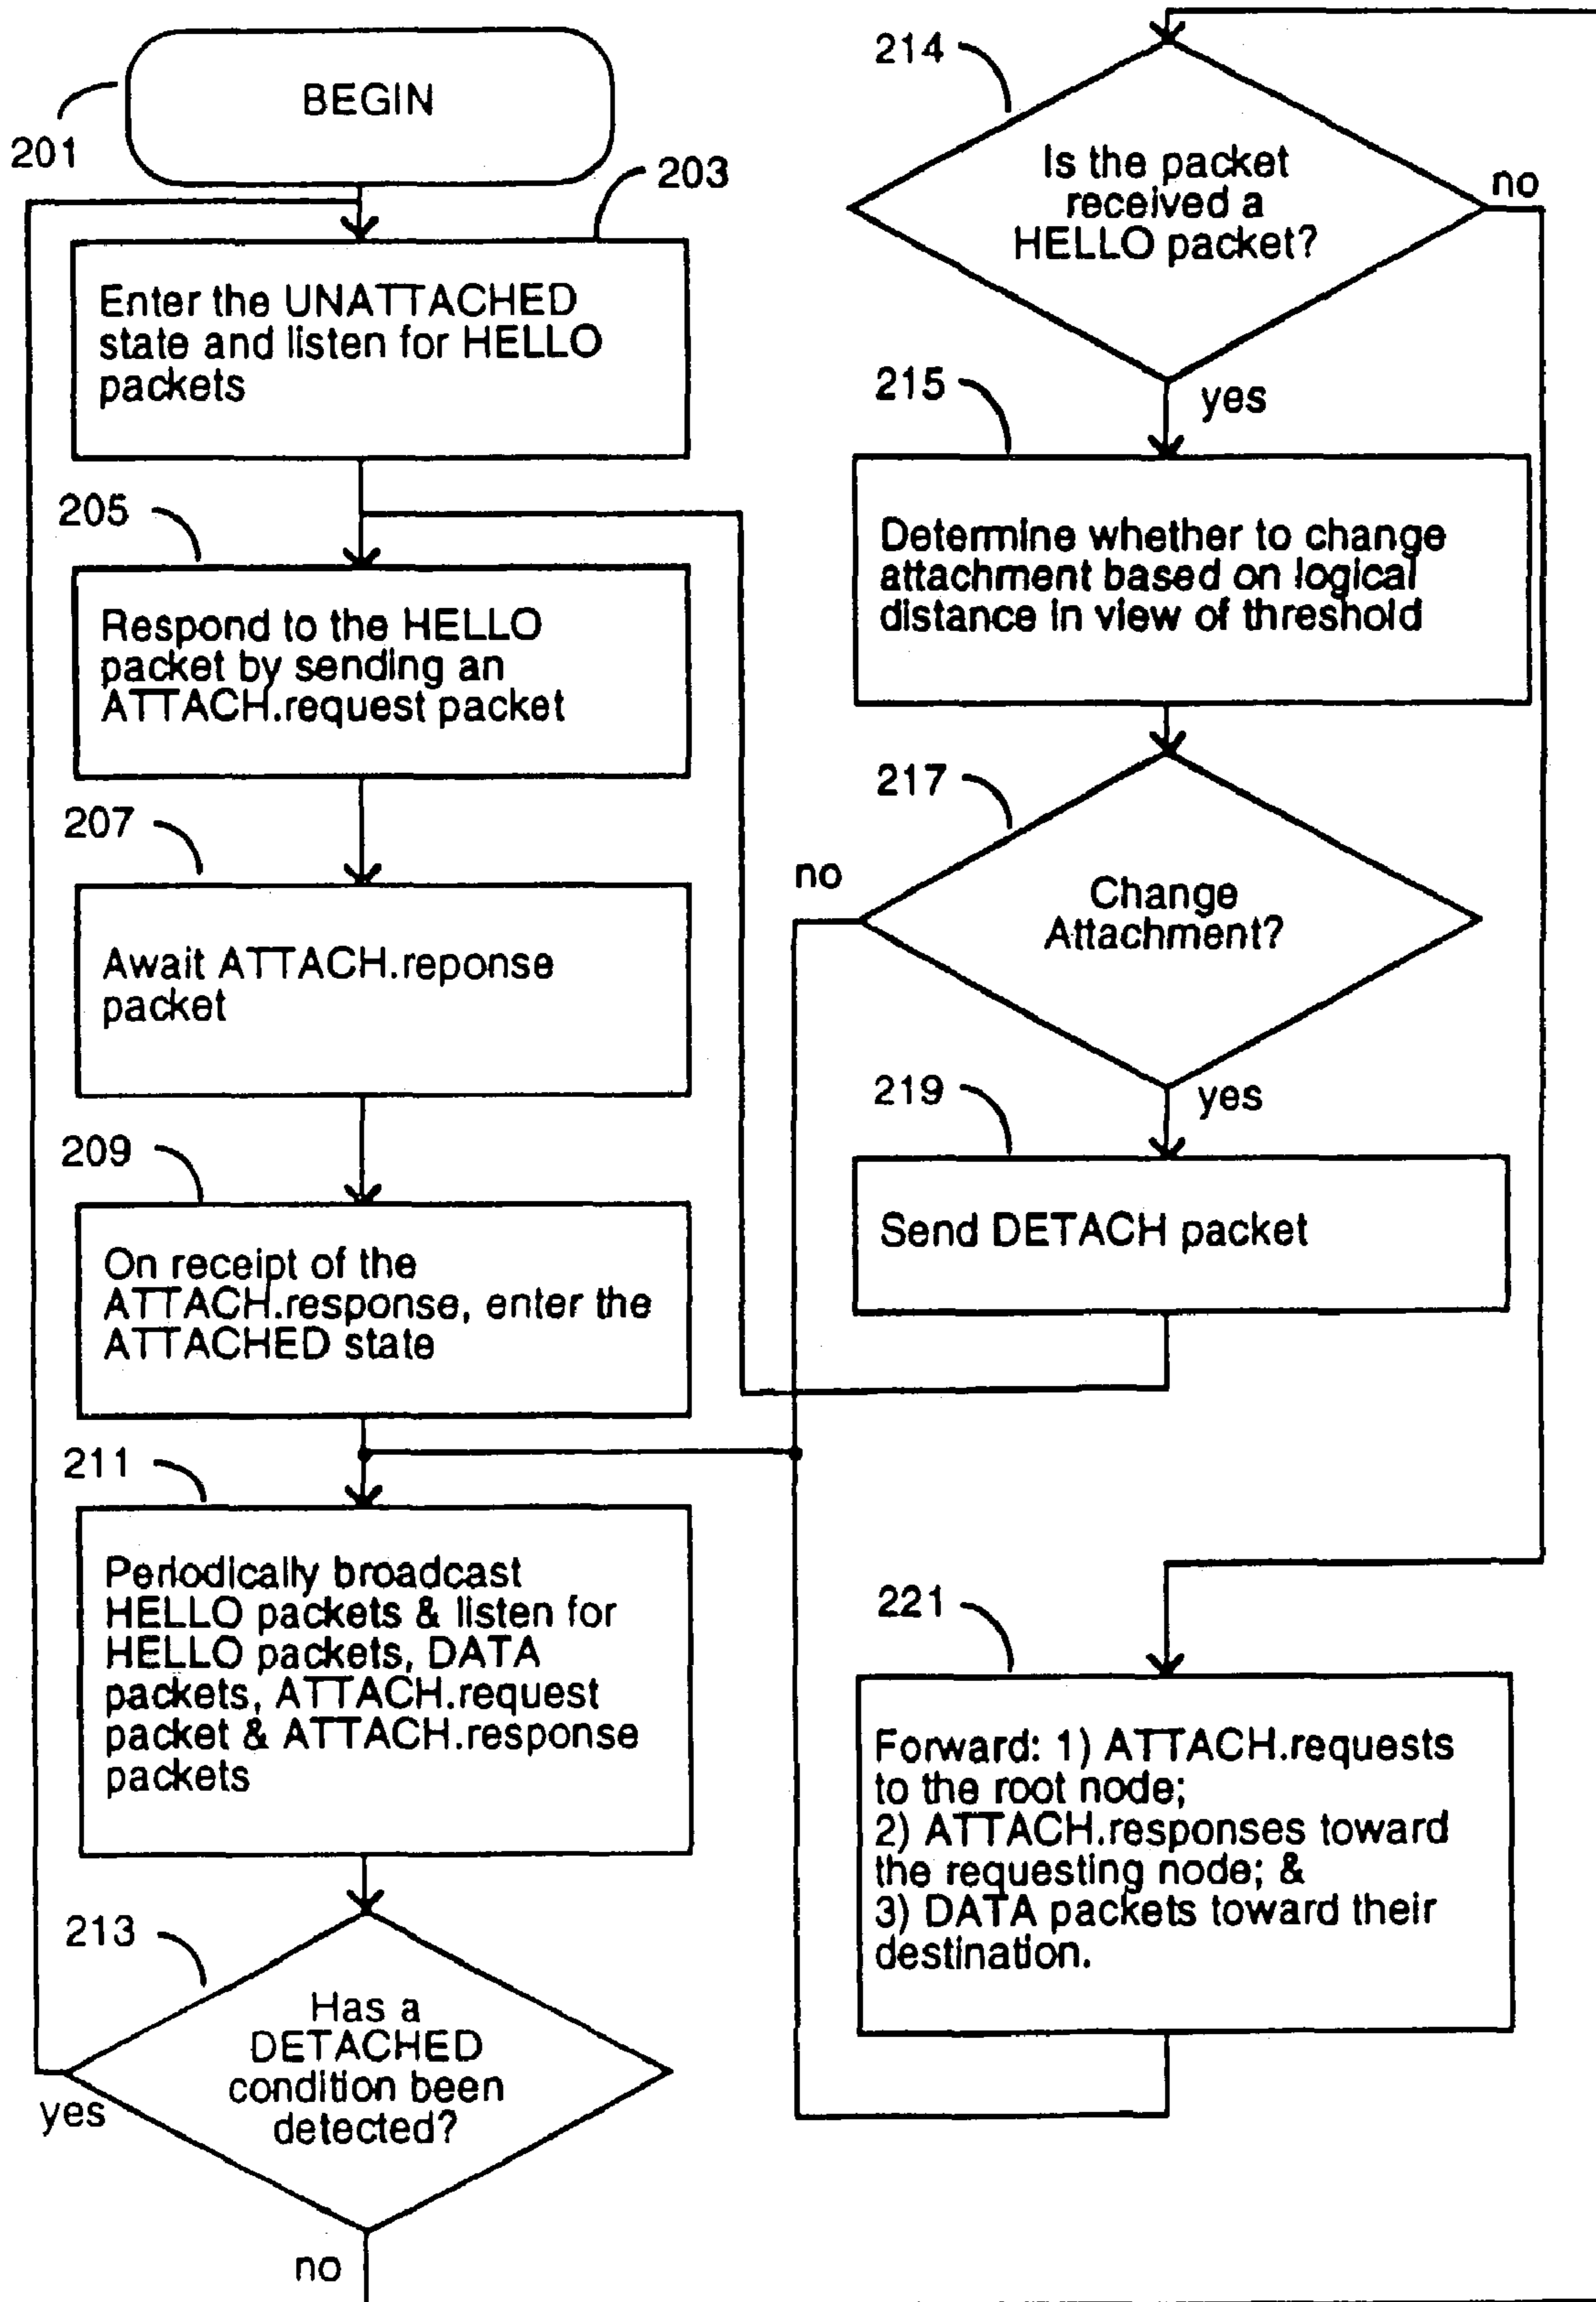 201
BEGIN
203
Enter the UNATTACHED
state and listen for HELLO
packets
205
Respond to the HELLO
packet by sending an
ATTACH.request packet
207
Await ATTACH.reponse
packet
209
On receipt of the
ATTACH.response, enter the
ATTACHED state
211
Periodically broadcast
HELLO packets & listen for
HELLO packets, DATA
packets, ATTACH.request
packet & ATTACH.response
packets
213
Has a
DETACHED
condition been
detected?
yes
no
214
Is the packet
received a
HELLO packet?
no
yes
215
Determine whether to change
attachment based on logical
distance in view of threshold
217
Change
Attachment?
no
yes
219
Send DETACH packet
221
Forward: 1) ATTACH.requests
to the root node;
2) ATTACH.responses toward
the requesting node; &
3) DATA packets toward their
destination.